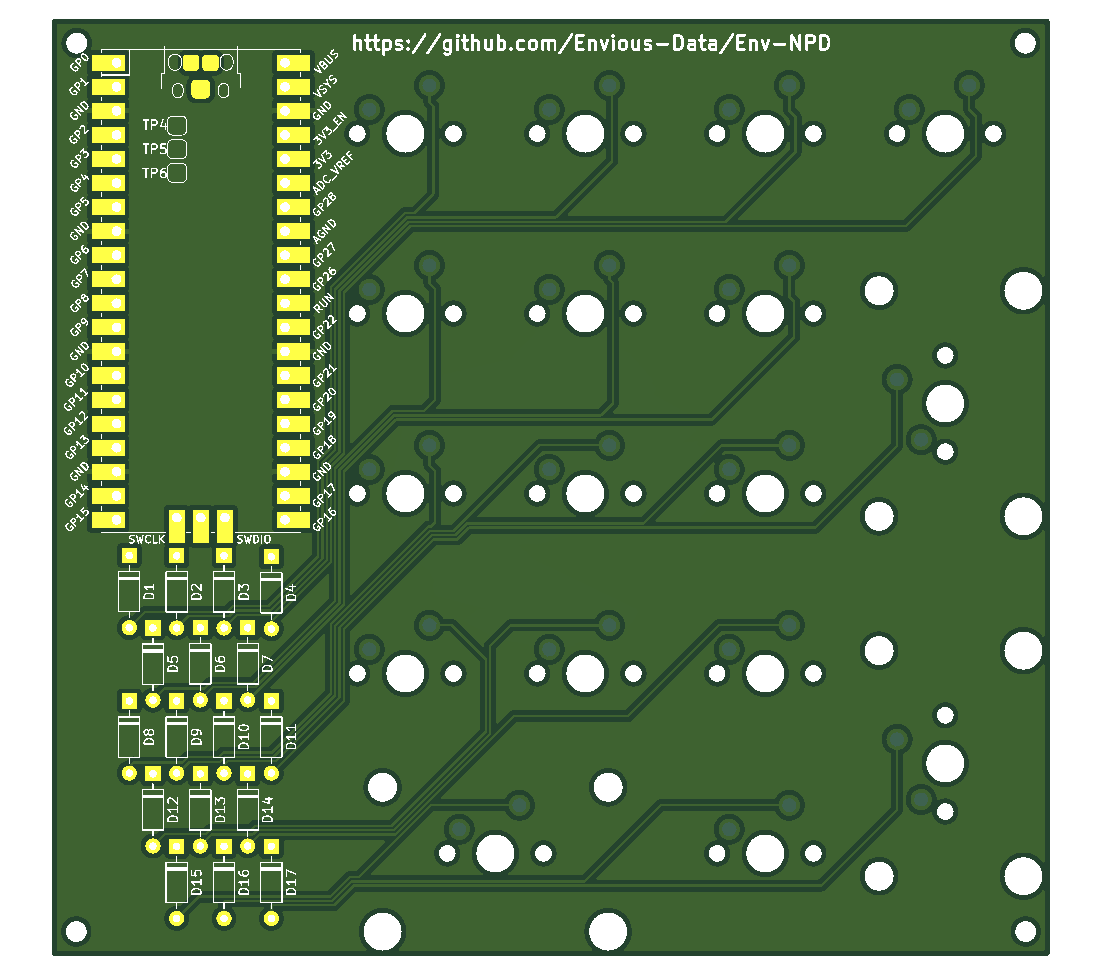 https://github.com/Envious-Data/Env-NPD
GP0
GP1
GND
GP2
GP3
GP4
GP5
GND
GP6
GP7
GP8
GP9
GND
GP10
GP11
GP12
GP13
GND
GP14
GP15
TP4
TP5
TP6
VBUS
VSYS
GND
3V3_EN
3V3
ADC_VREF
GP28
AGND
GP27
GP26
RUN
GP22
GND
GP21
GP20
GP19
GP18
GND
GP17
GP16
SWCLK
SWDIO
D1
D2
D3
D4
D5
D6
D7
D8
D9
D10
D11
D12
D13
D14
D15
D16
D17